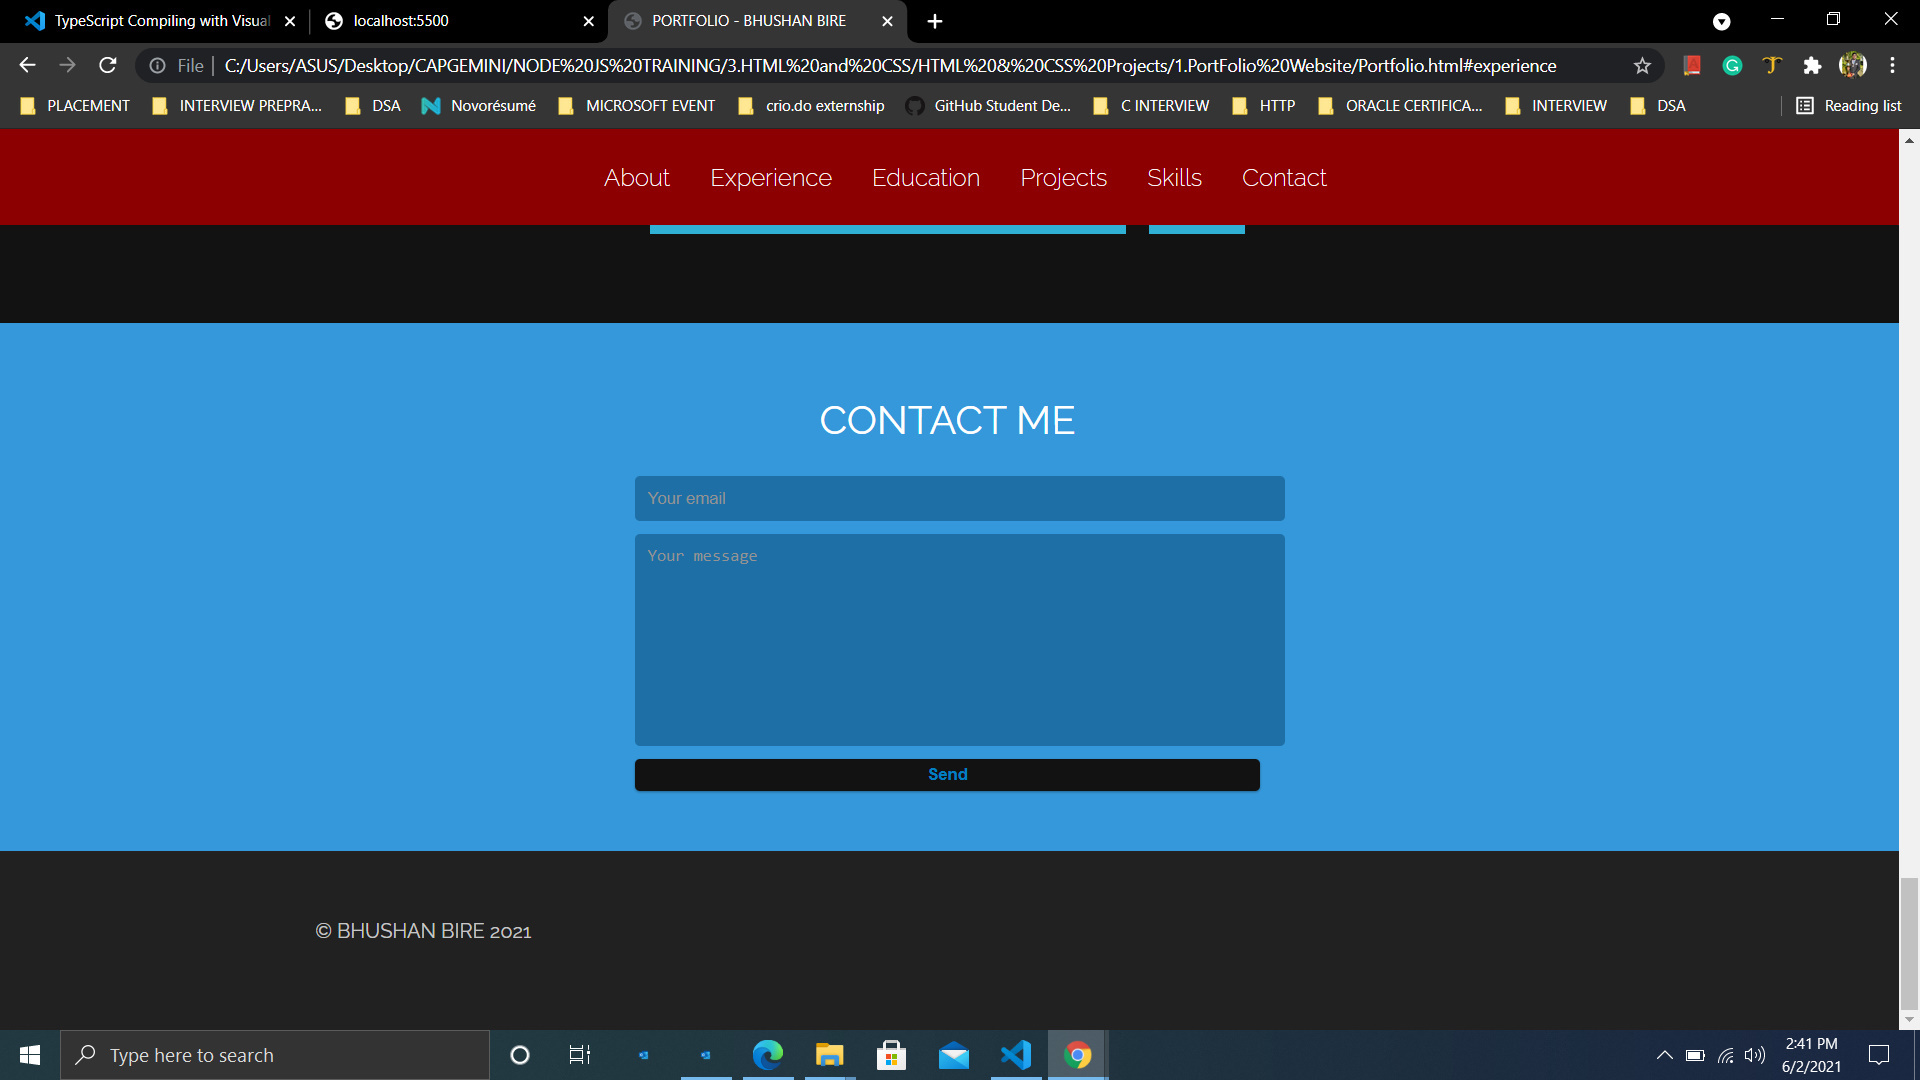 TypeScript Compiling with Visual
localhost:5500
PORTFOLIO - BHUSHAN BIRE
File
C:/Users/ASUS/Desktop/CAPGEMINI/NODE%20JS%20TRAINING/3.HTML%20and%20CSS/HTML%20&%20CSS%20Projects/1.PortFolio%20Website/Portfolio.html#experience
PLACEMENT
INTERVIEW PREPRA...
DSA
Novorésumé
MICROSOFT EVENT
crio.do externship
GitHub Student De...
C INTERVIEW
HTTP
ORACLE CERTIFICA...
INTERVIEW
DSA
Reading list
About
Experience
Education
Projects
Skills
Contact
CONTACT ME
Your email
Your message
Send
© BHUSHAN BIRE 2021
Type here to search
2:41 PM
6/2/2021